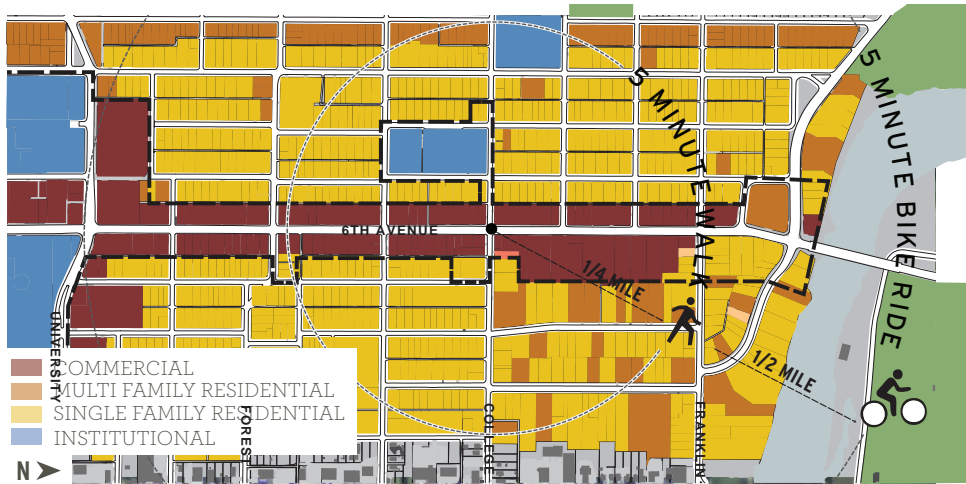 5 MINUTE WALK
5 MINUTE BIKE RIDE
6TH AVENUE
1/4 MILE
1/2 MILE
UNIVERSITY
FOREST
COLLEGE
FRANKLIN
COMMERCIAL
MULTI FAMILY RESIDENTIAL
SINGLE FAMILY RESIDENTIAL
INSTITUTIONAL
N